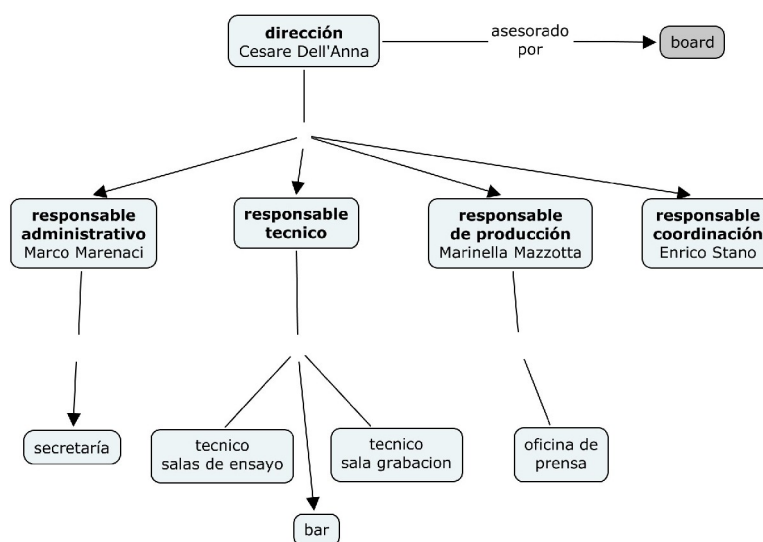 dirección
Cesare Dell'Anna
asesorado
por
board
responsable
administrativo
Marco Marenaci
responsable
tecnico
responsable
de producción
Marinella Mazzotta
responsable
coordinación
Enrico Stano
secretaría
tecnico
salas de ensayo
tecnico
sala grabacion
oficina de
prensa
bar